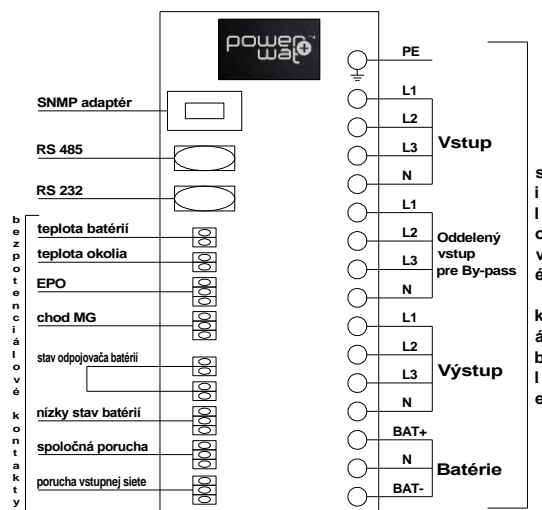 power
wat+
SNMP adaptér
RS 485
RS 232
bezpotenciálové kontakty
teplota batérií
teplota okolia
EPO
chod MG
stav odpojovača batérií
nízky stav batérií
spoločná porucha
porucha vstupnej siete
PE
L1
L2
L3
N
Vstup
L1
L2
L3
N
Oddelený
vstup
pre By-pass
L1
L2
L3
N
Výstup
BAT+
N
BAT-
Batérie
silové káble